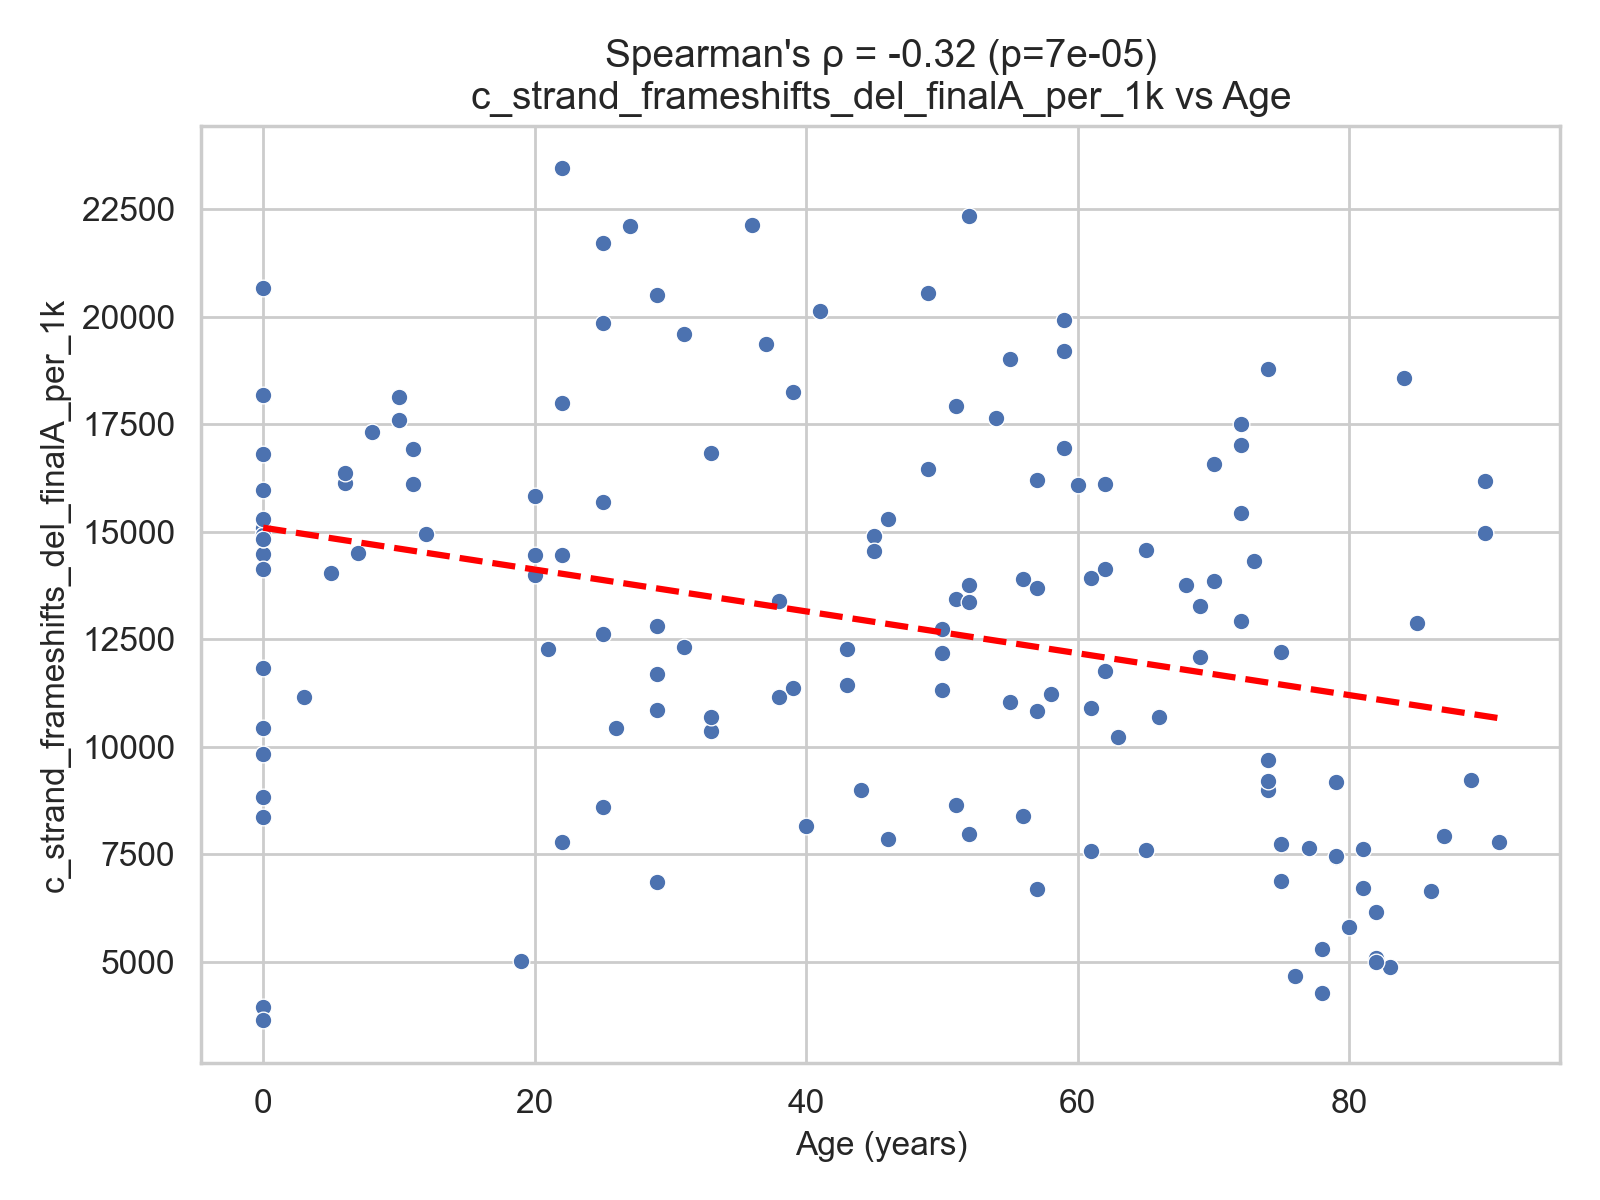 Spearman's ρ = -0.32 (p=7e-05)
c_strand_frameshifts_del_finalA_per_1k vs Age
c_strand_frameshifts_del_finalA_per_1k
22500
20000
17500
15000
12500
10000
7500
5000
0 20 40 60 80
Age (years)